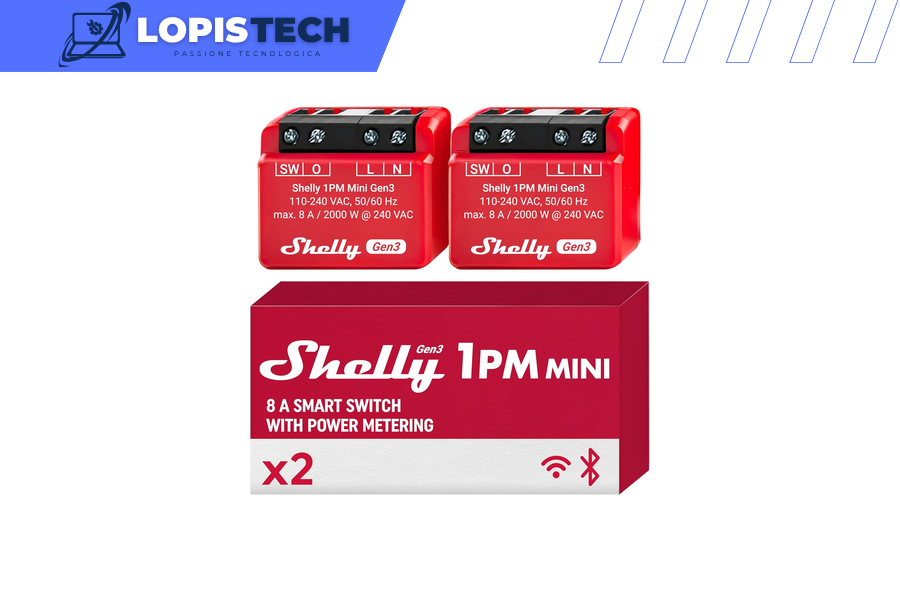 LOPISTECH
PASSIONE TECNOLOGICA
SW O L N
Shelly 1PM Mini Gen3
110-240 VAC, 50/60 Hz
max. 8 A / 2000 W @ 240 VAC
Shelly Gen3
SW O L N
Shelly 1PM Mini Gen3
110-240 VAC, 50/60 Hz
max. 8 A / 2000 W @ 240 VAC
Shelly Gen3
Shelly Gen3 1PM MINI
8 A SMART SWITCH
WITH POWER METERING
x2